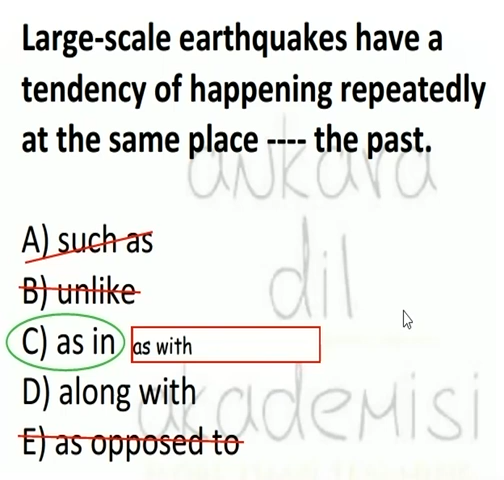 Large-scale earthquakes have a
tendency of happening repeatedly
at the same place ---- the past.
ankara
dil
akademisi
A) such as
B) unlike
C) as in as with
D) along with
E) as opposed to